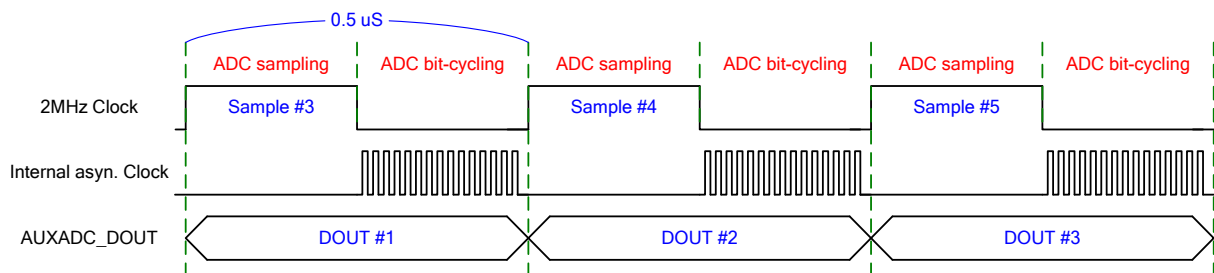 0.5 uS
ADC sampling ADC bit-cycling ADC sampling ADC bit-cycling ADC sampling ADC bit-cycling
2MHz Clock Sample #3 Sample #4 Sample #5
Internal asyn. Clock
AUXADC_DOUT DOUT #1 DOUT #2 DOUT #3